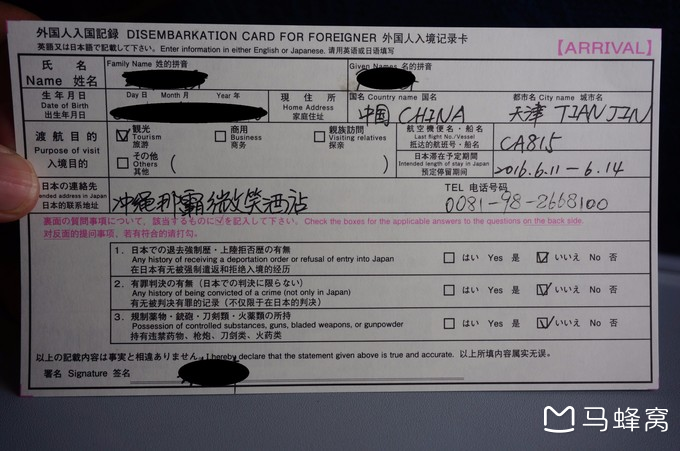 外国人入国記録 DISEMBARKATION CARD FOR FOREIGNER 外国人入境记录卡
英語又は日本語で記載して下さい。Enter information in either English or Japanese. 请用英语或日语填写
【ARRIVAL】
氏 名
Name 姓名
Family Name 姓的拼音
Given Names 名的拼音
生年月日
Date of Birth
出生年月日
Day 日 Month 月 Year 年
現住所
Home Address
家庭住址
国名 Country name 国名
中国 CHINA
都市名 City name 城市名
天津 TIANJIN
渡航目的
Purpose of visit
入境目的
☑ 観光
Tourism
旅游
□ 商用
Business
商务
□ 親族訪問
Visiting relatives
探亲
□ その他
Others
其他
( )
航空機便名・船名
Last flight No./Vessel
抵达的航班号・船名
CA815
日本滞在予定期間
Intended length of stay in Japan
预定停留期间
2016.6.11-6.14
日本の連絡先
ended address in Japan
日本的联系地址
沖绳那霸微笑酒店
TEL 电话号码
0081-98-2668100
裏面の質問事項について、該当するものに☑を記入して下さい。Check the boxes for the applicable answers to the questions on the back side.
对反面的提问事项、若有符合的请打勾。
1. 日本での退去強制歴・上陸拒否歴の有無
Any history of receiving a deportation order or refusal of entry into Japan
在日本有无被强制遣返和拒绝入境的经历
□ はい Yes 是 ☑ いいえ No 否
2. 有罪判決の有無(日本での判決に限らない)
Any history of being convicted of a crime (not only in Japan)
有无被判决有罪的记录(不仅限于在日本的判决)
□ はい Yes 是 ☑ いいえ No 否
3. 規制薬物・銃砲・刀剣類・火薬類の所持
Possession of controlled substances, guns, bladed weapons, or gunpowder
持有违禁药物、枪炮、刀剑类、火药类
□ はい Yes 是 ☑ いいえ No 否
以上の記載内容は事実と相違ありません。I hereby declare that the statement given above is true and accurate. 以上所填内容属实无误。
署名 Signature 签名
马蜂窝